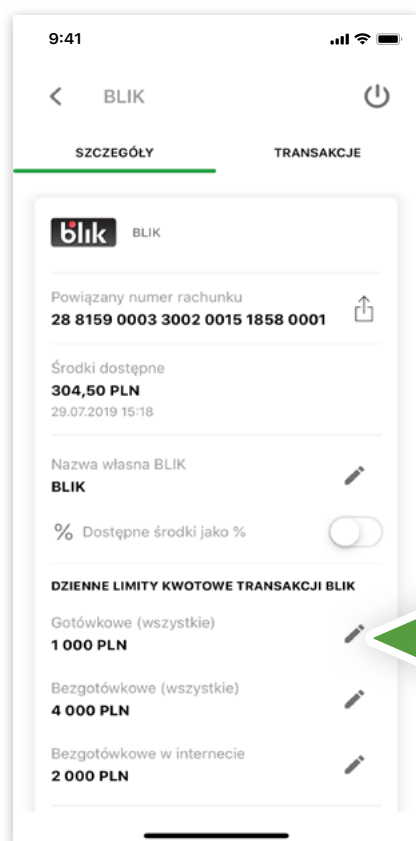 9:41
BLIK
SZCZEGÓŁY TRANSAKCJE
blik BLIK
Powiązany numer rachunku
28 8159 0003 3002 0015 1858 0001
Środki dostępne
304,50 PLN
29.07.2019 15:18
Nazwa własna BLIK
BLIK
% Dostępne środki jako %
DZIENNE LIMITY KWOTOWE TRANSAKCJI BLIK
Gotówkowe (wszystkie)
1 000 PLN
Bezgotówkowe (wszystkie)
4 000 PLN
Bezgotówkowe w internecie
2 000 PLN